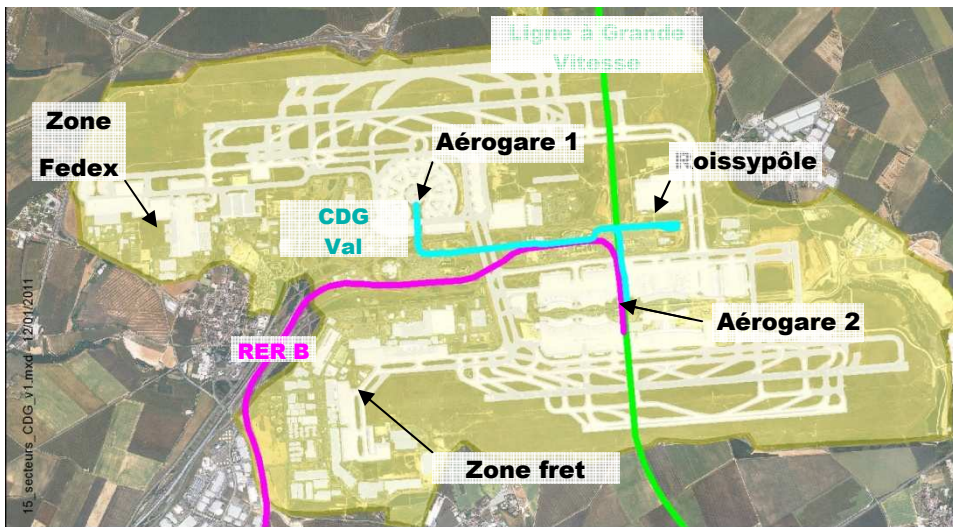 Ligne à Grande
Vitesse
Zone
Fedex
Aérogare 1
Roissypôle
CDG
Val
RER B
Aérogare 2
Zone fret
15_secteurs_CDG_v1.mxd - 12/01/2011